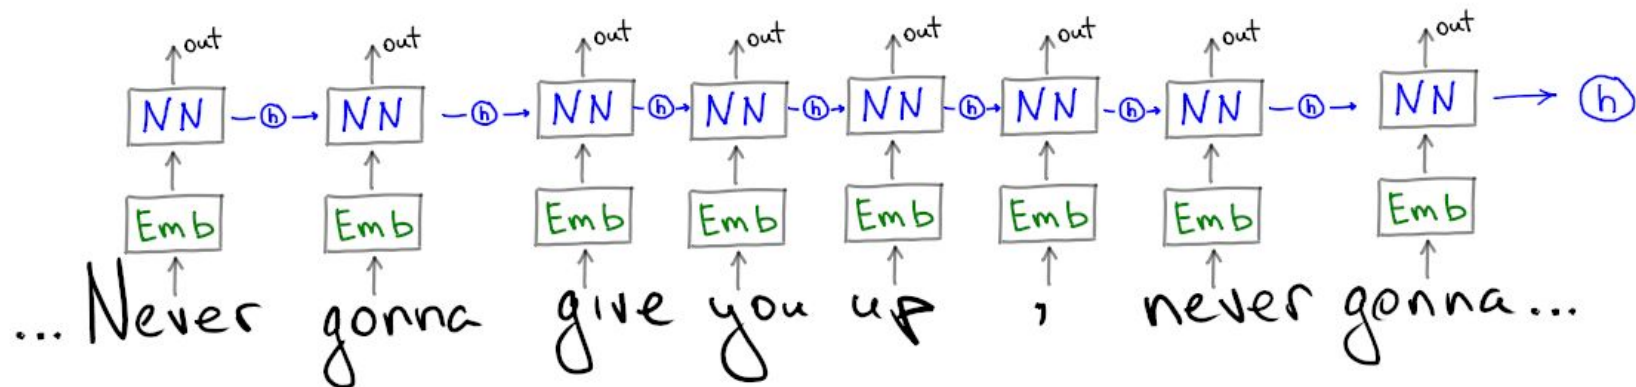 out out out out out out out out
NN h NN h NN h NN h NN h NN h NN h NN h
Emb Emb Emb Emb Emb Emb Emb Emb
... Never gonna give you up , never gonna...